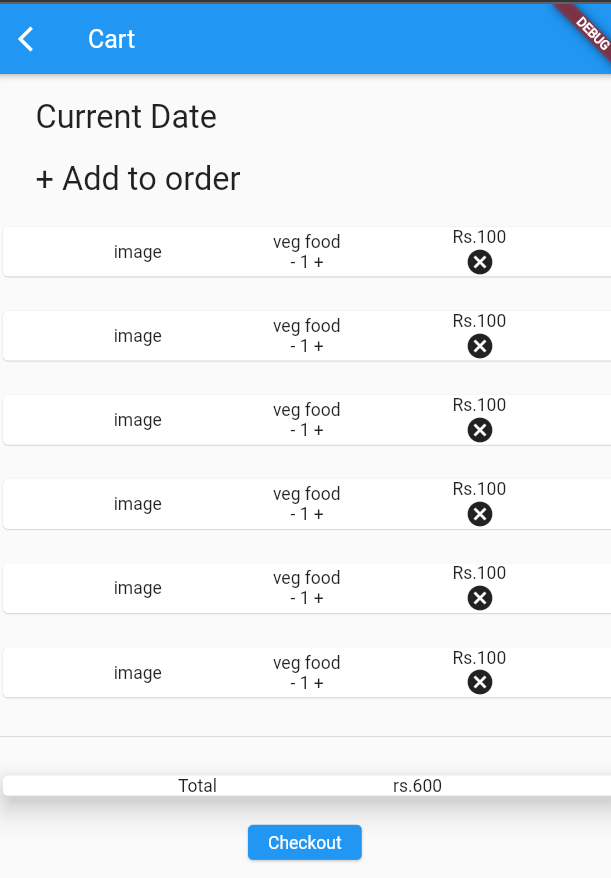 Cart
DEBUG
Current Date
+ Add to order
image
veg food
- 1 +
Rs.100
image
veg food
- 1 +
Rs.100
image
veg food
- 1 +
Rs.100
image
veg food
- 1 +
Rs.100
image
veg food
- 1 +
Rs.100
image
veg food
- 1 +
Rs.100
Total rs.600
Checkout